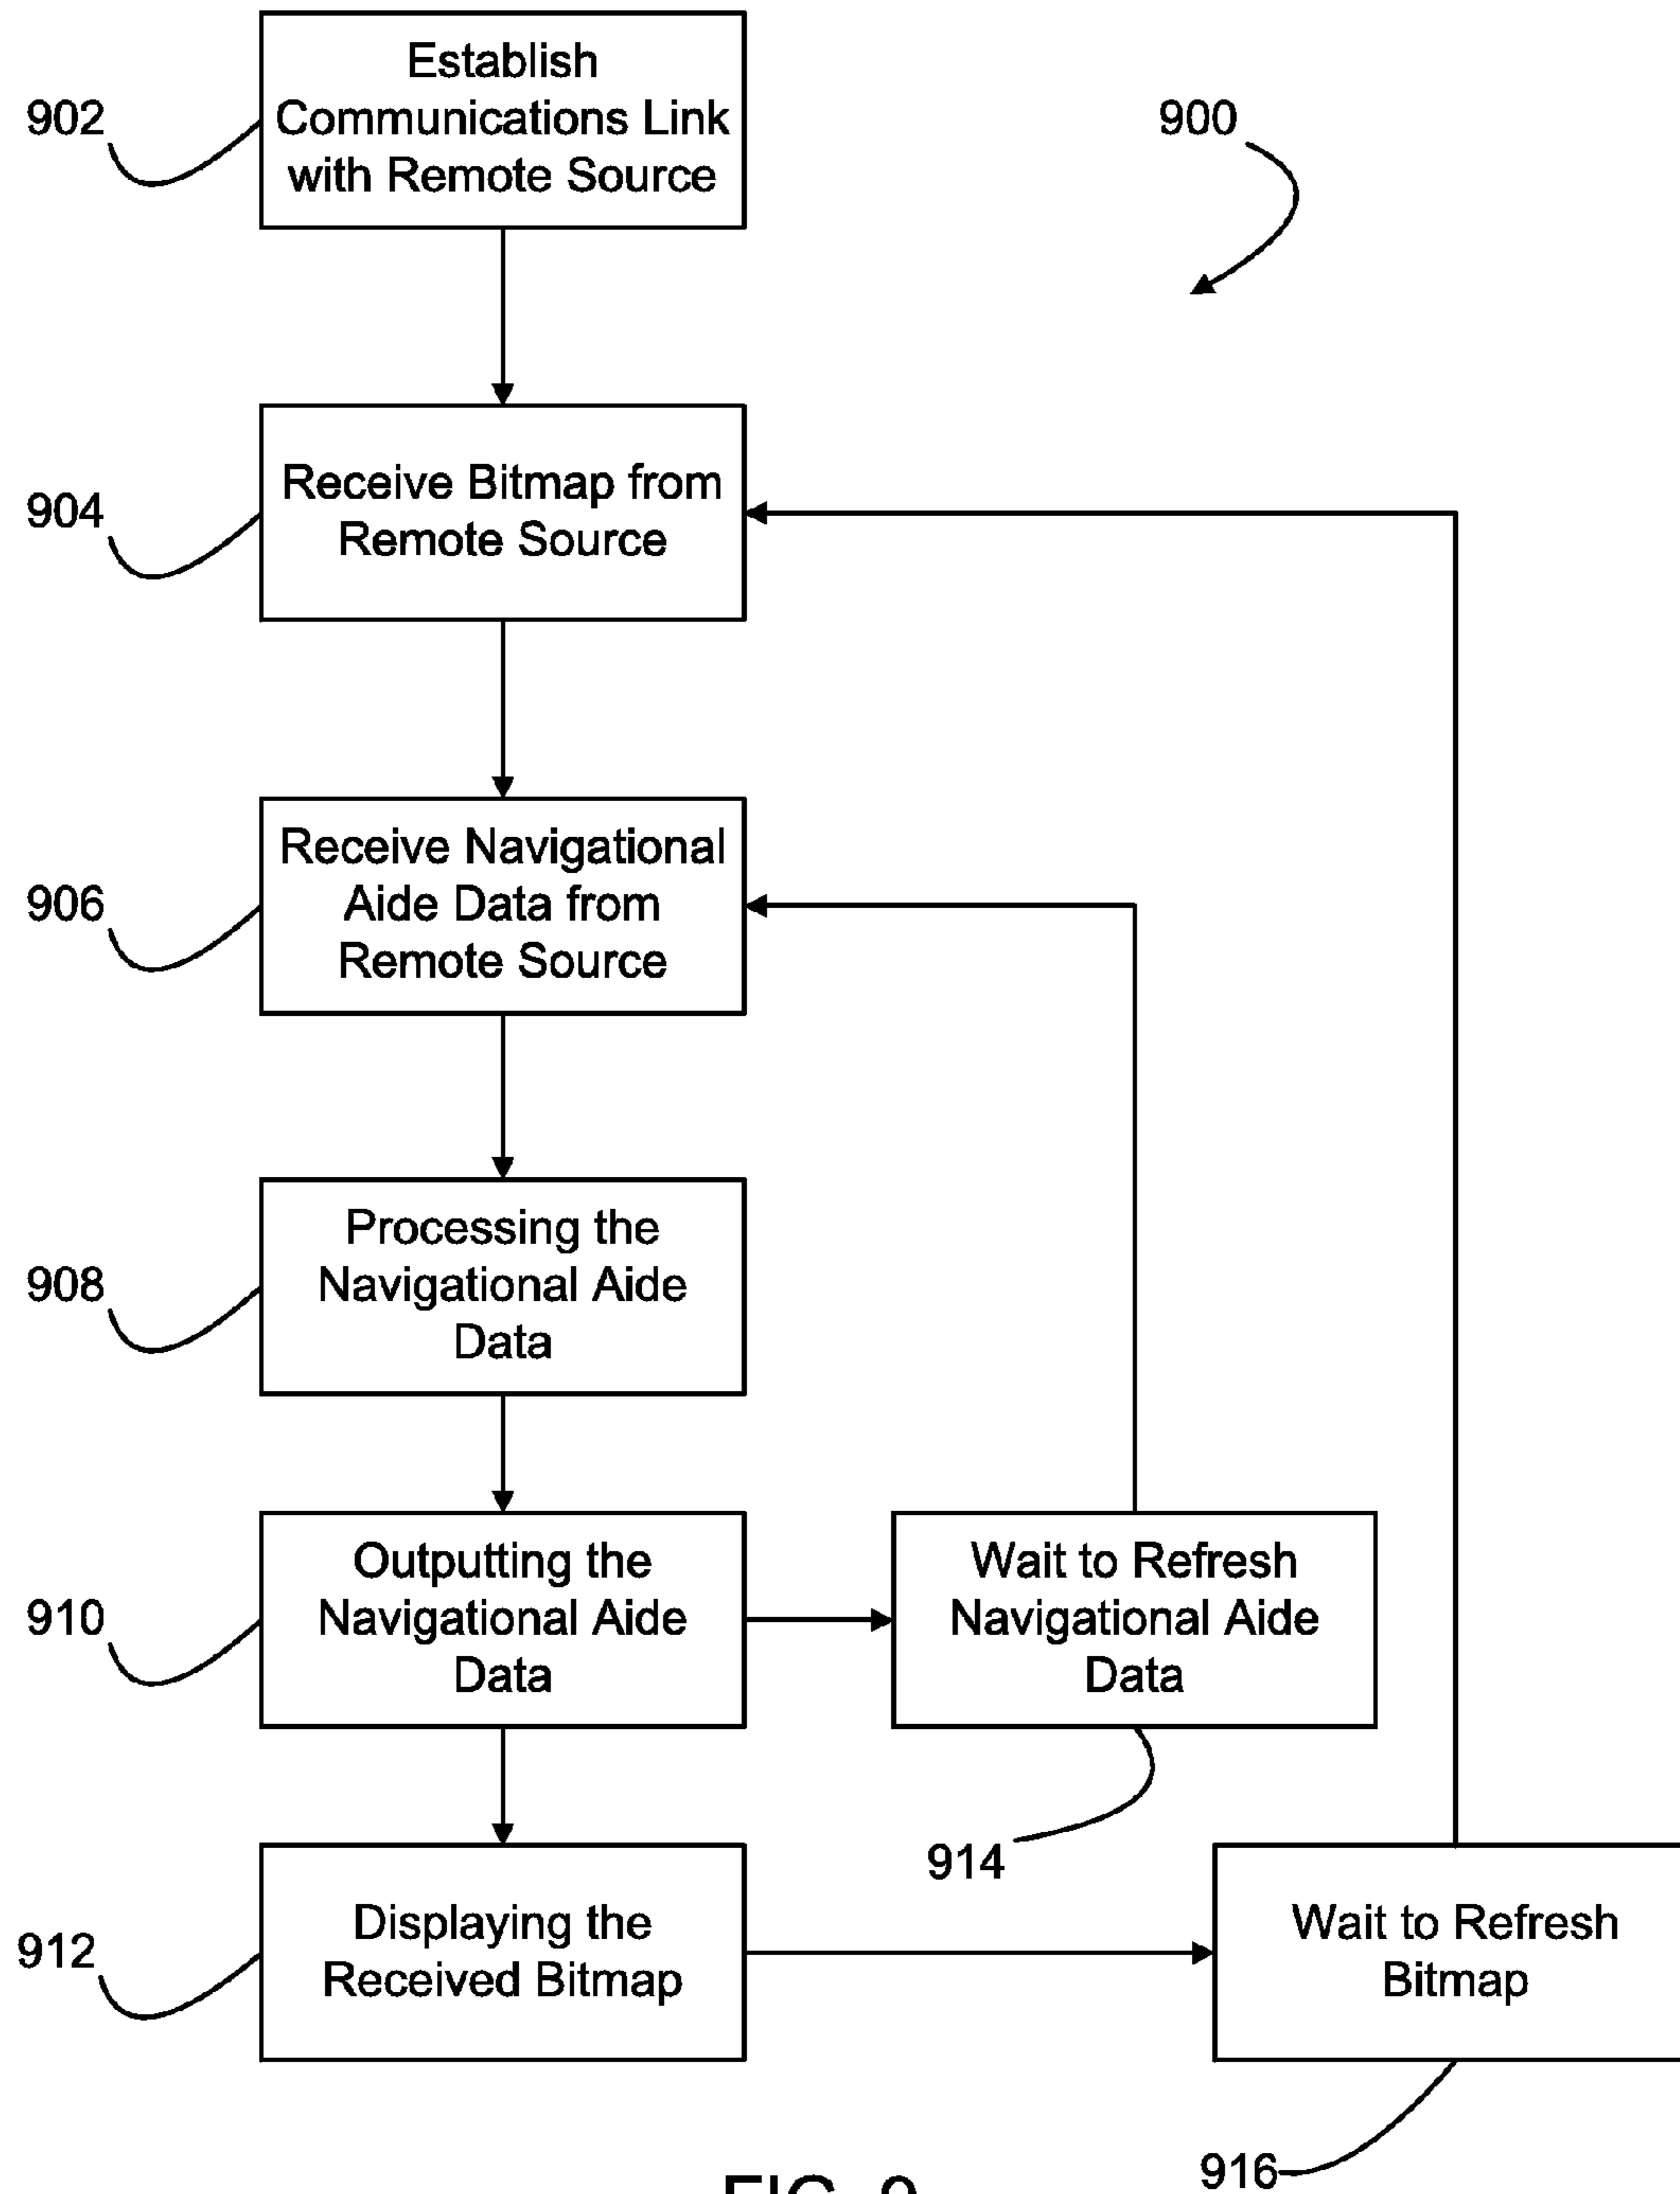 Establish
Communications Link
with Remote Source
902
900
Receive Bitmap from
Remote Source
904
Receive Navigational
Aide Data from
Remote Source
906
Processing the
Navigational Aide
Data
908
Outputting the
Navigational Aide
Data
910
Wait to Refresh
Navigational Aide
Data
914
Displaying the
Received Bitmap
912
Wait to Refresh
Bitmap
916
FIG. 9